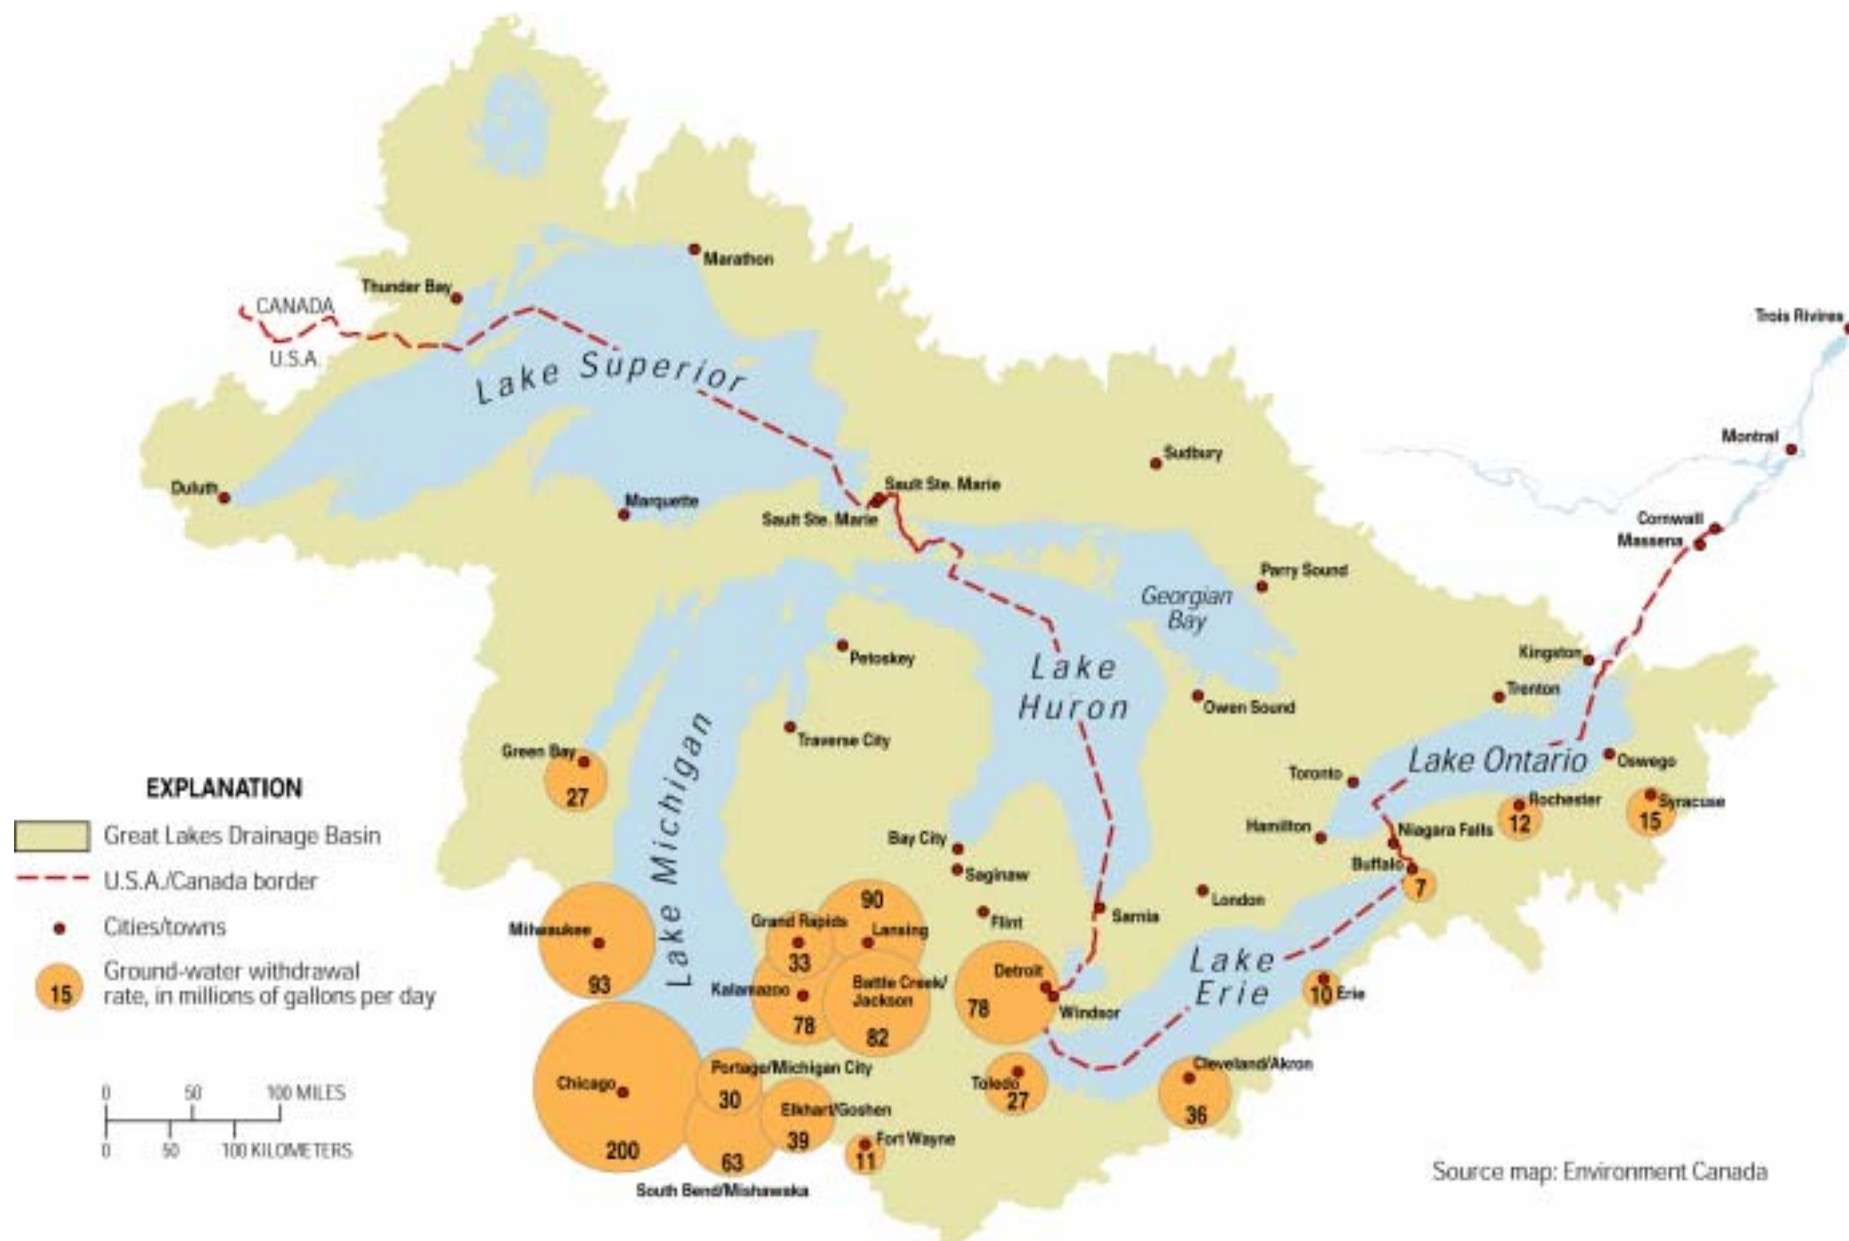 Marathon
Thunder Bay
CANADA
U.S.A.
Trois Rivires
Lake Superior
Montral
Sudbury
Duluth
Sault Ste. Marie
Marquette
Sault Ste. Marie
Cornwall
Massena
Parry Sound
Georgian
Bay
Petoskey
Kingston
Lake
Huron
Trenton
Owen Sound
Traverse City
Green Bay
27
Lake Michigan
Lake Ontario
Oswego
Toronto
Rochester
12
Syracuse
15
Hamilton
Niagara Falls
Bay City
Buffalo
7
Saginaw
London
Flint
Sarnia
90
Lansing
Grand Rapids
33
Milwaukee
93
Kalamazoo
78
Battle Creek/
Jackson
82
Detroit
78
Windsor
Lake
Erie
10
Erie
Cleveland/Akron
36
Toledo
27
Chicago
200
Portage/Michigan City
30
Elkhart/Goshen
39
Fort Wayne
11
63
South Bend/Mishawaka
EXPLANATION
Great Lakes Drainage Basin
U.S.A./Canada border
Cities/towns
15
Ground-water withdrawal
rate, in millions of gallons per day
0 50 100 MILES
0 50 100 KILOMETERS
Source map: Environment Canada